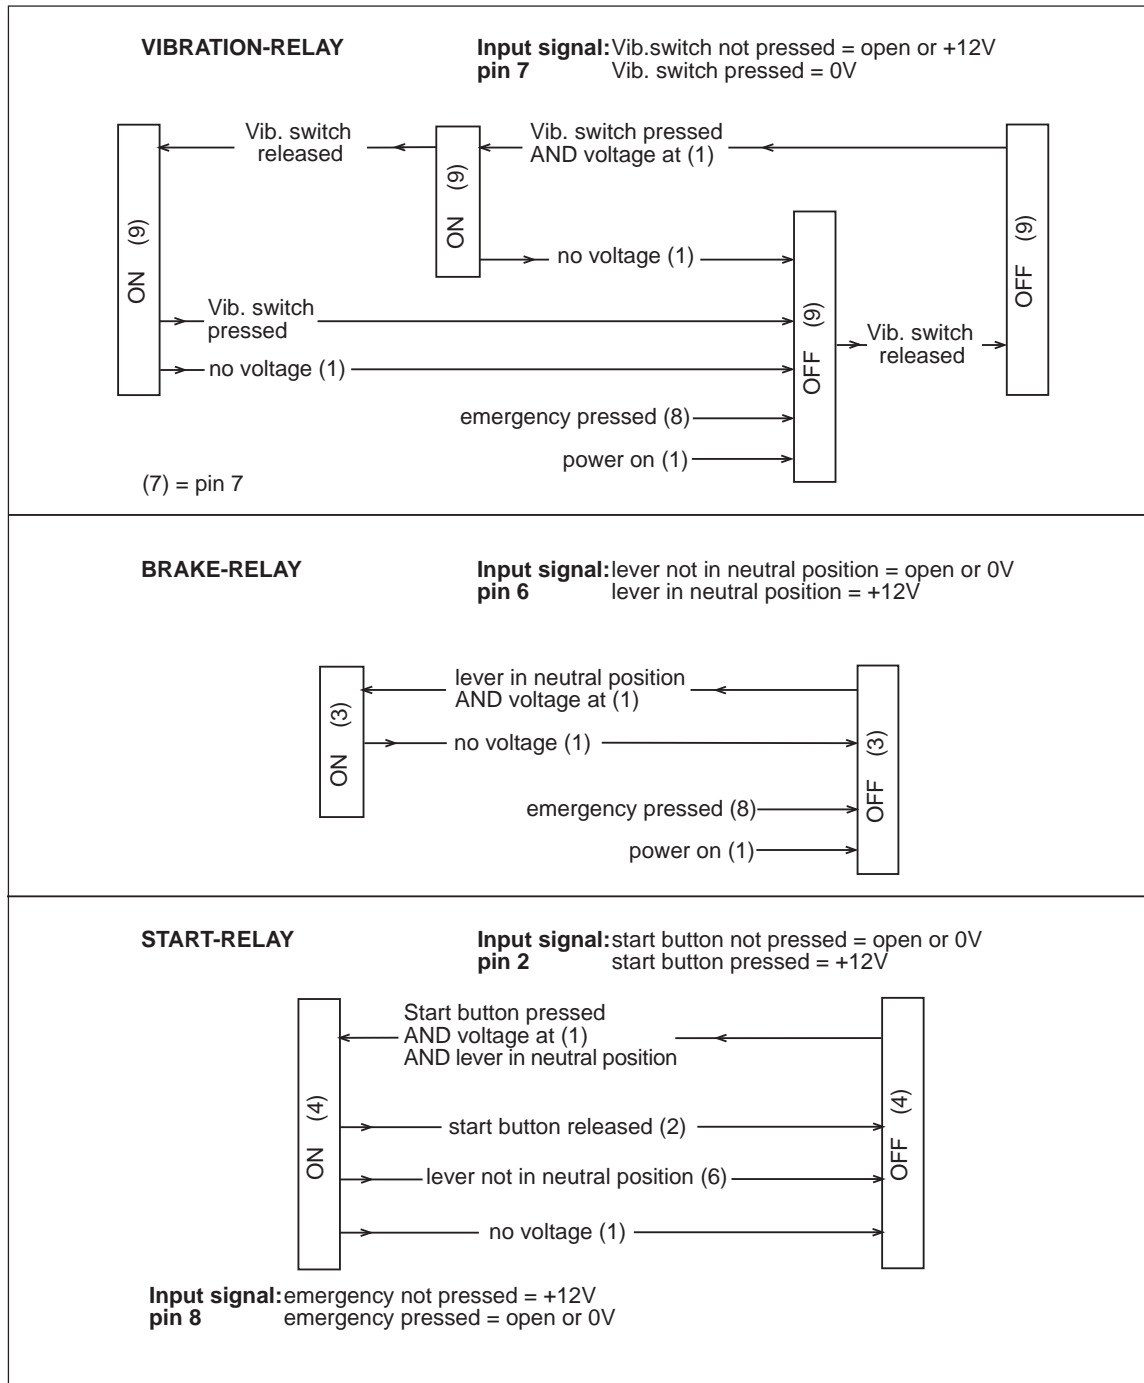 VIBRATION-RELAY
Input signal: Vib.switch not pressed = open or +12V
pin 7 Vib. switch pressed = 0V
Vib. switch
released
Vib. switch pressed
AND voltage at (1)
ON (9)
ON (9)
OFF (9)
OFF (9)
no voltage (1)
Vib. switch
pressed
Vib. switch
released
no voltage (1)
emergency pressed (8)
power on (1)
(7) = pin 7
BRAKE-RELAY
Input signal: lever not in neutral position = open or 0V
pin 6 lever in neutral position = +12V
lever in neutral position
AND voltage at (1)
ON (3)
OFF (3)
no voltage (1)
emergency pressed (8)
power on (1)
START-RELAY
Input signal: start button not pressed = open or 0V
pin 2 start button pressed = +12V
Start button pressed
AND voltage at (1)
AND lever in neutral position
ON (4)
OFF (4)
start button released (2)
lever not in neutral position (6)
no voltage (1)
Input signal: emergency not pressed = +12V
pin 8 emergency pressed = open or 0V